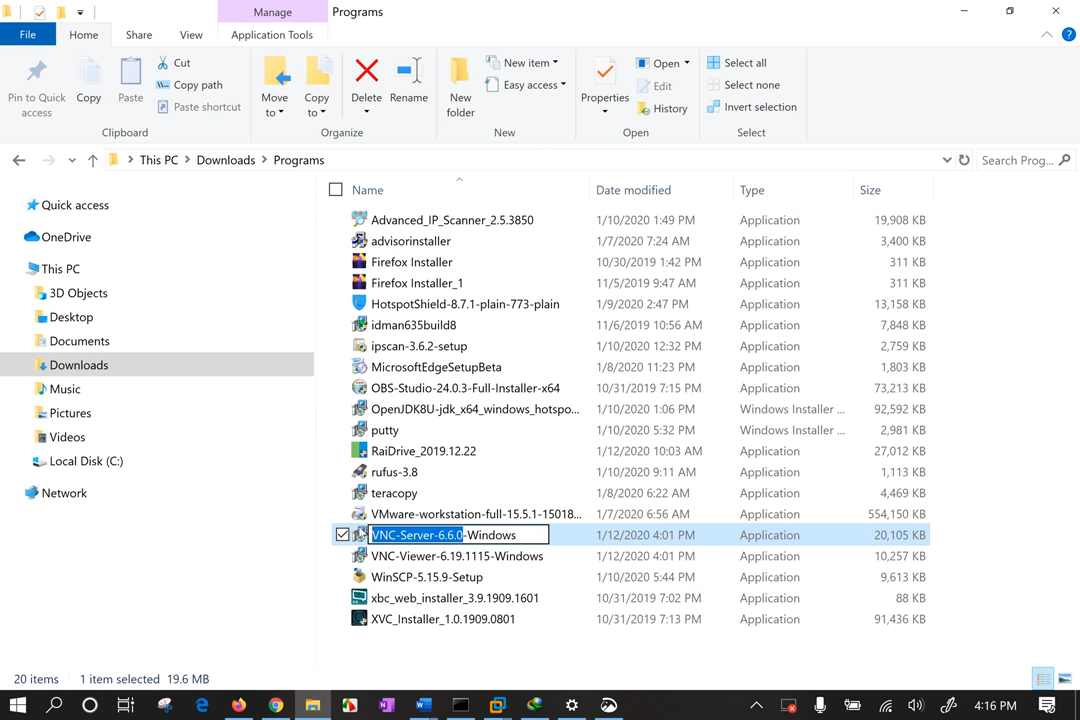 Manage
Programs
File
Home
Share
View
Application Tools
Pin to Quick access
Copy
Paste
Cut
Copy path
Paste shortcut
Clipboard
Move to
Copy to
Delete
Rename
Organize
New folder
New item
Easy access
New
Properties
Open
Edit
History
Open
Select all
Select none
Invert selection
Select
This PC
Downloads
Programs
Search Prog...
Quick access
OneDrive
This PC
3D Objects
Desktop
Documents
Downloads
Music
Pictures
Videos
Local Disk (C:)
Network
Name Date modified Type Size
Advanced_IP_Scanner_2.5.3850 1/10/2020 1:49 PM Application 19,908 KB
advisorinstaller 1/7/2020 7:24 AM Application 3,400 KB
Firefox Installer 10/30/2019 1:42 PM Application 311 KB
Firefox Installer_1 11/5/2019 9:47 AM Application 311 KB
HotspotShield-8.7.1-plain-773-plain 1/9/2020 2:47 PM Application 13,158 KB
idman635build8 11/6/2019 10:56 AM Application 7,848 KB
ipscan-3.6.2-setup 1/10/2020 12:32 PM Application 2,759 KB
MicrosoftEdgeSetupBeta 1/8/2020 11:23 PM Application 1,803 KB
OBS-Studio-24.0.3-Full-Installer-x64 10/31/2019 7:15 PM Application 73,213 KB
OpenJDK8U-jdk_x64_windows_hotspo... 1/10/2020 1:06 PM Windows Installer ... 92,592 KB
putty 1/10/2020 5:32 PM Windows Installer ... 2,981 KB
RaiDrive_2019.12.22 1/12/2020 10:03 AM Application 27,012 KB
rufus-3.8 1/10/2020 9:11 AM Application 1,113 KB
teracopy 1/8/2020 6:22 AM Application 4,469 KB
VMware-workstation-full-15.5.1-15018... 1/7/2020 6:56 AM Application 554,150 KB
VNC-Server-6.6.0-Windows 1/12/2020 4:01 PM Application 20,105 KB
VNC-Viewer-6.19.1115-Windows 1/12/2020 4:01 PM Application 10,257 KB
WinSCP-5.15.9-Setup 1/10/2020 5:44 PM Application 9,613 KB
xbc_web_installer_3.9.1909.1601 10/31/2019 7:02 PM Application 88 KB
XVC_Installer_1.0.1909.0801 10/31/2019 7:13 PM Application 91,436 KB
20 items 1 item selected 19.6 MB
4:16 PM